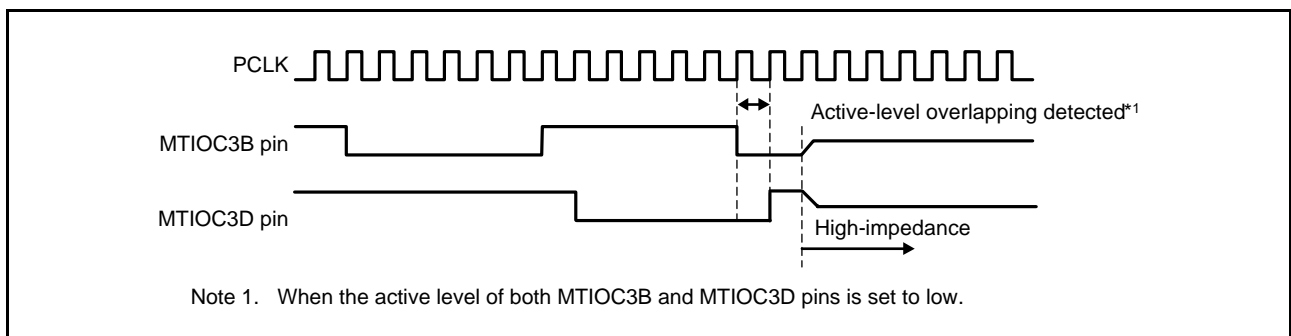 PCLK
Active-level overlapping detected*1
MTIOC3B pin
MTIOC3D pin
High-impedance
Note 1. When the active level of both MTIOC3B and MTIOC3D pins is set to low.